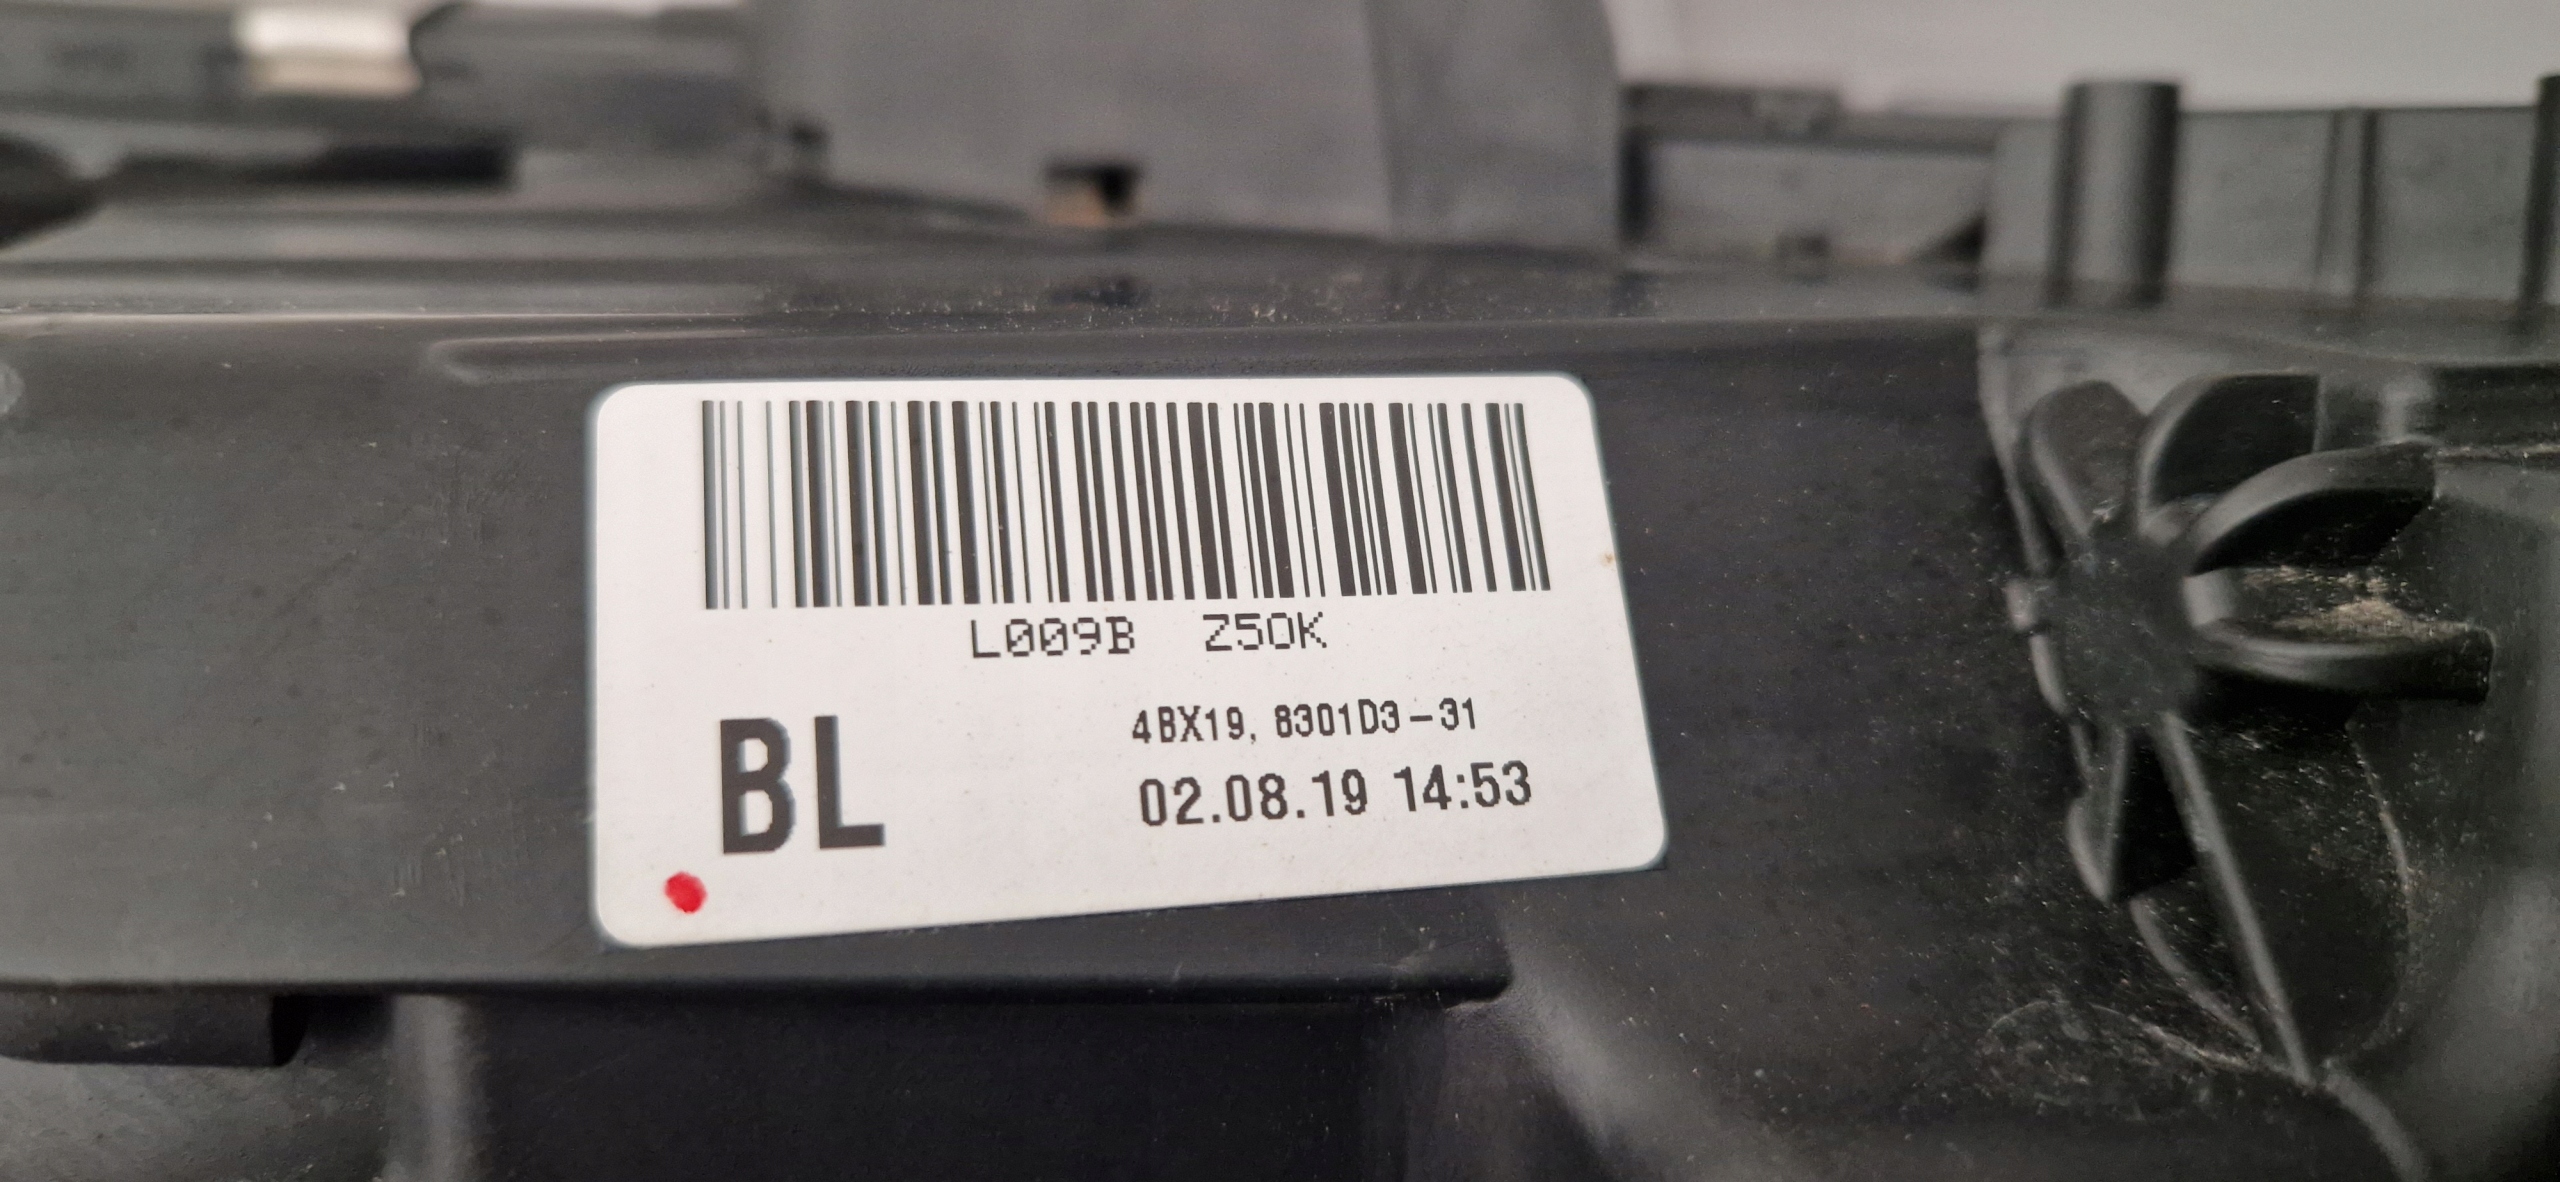 L009B Z50K
4BX19, 8301D3-31
BL
02.08.19 14:53